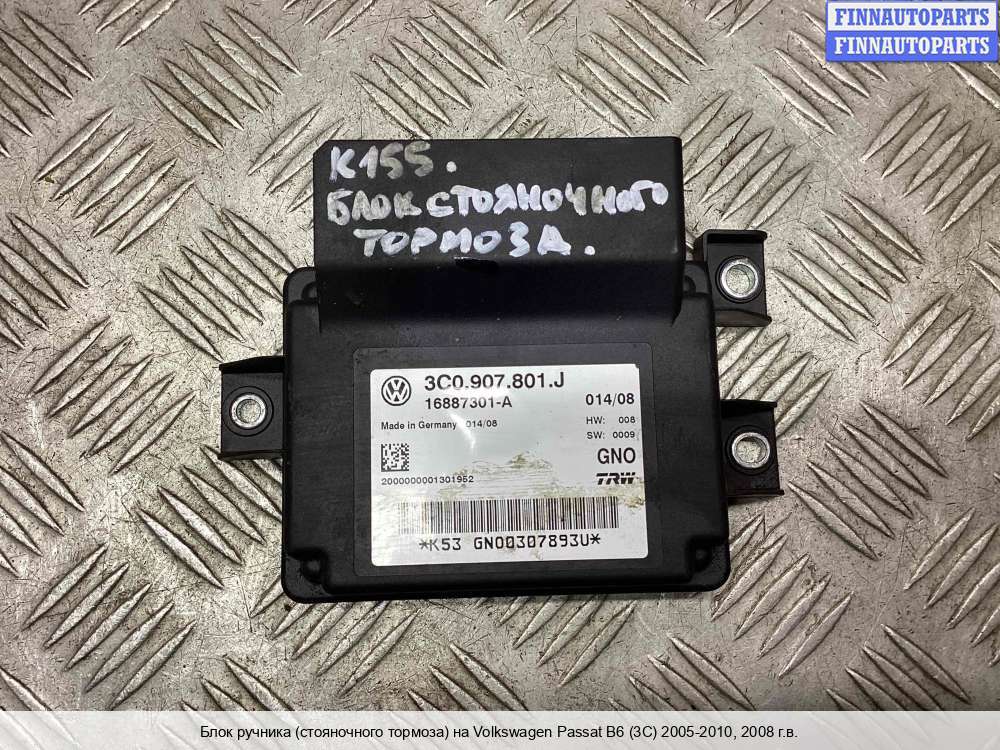 FINNAUTOPARTS
FINNAUTOPARTS
К155.
БЛОК СТОЯНОЧНОГО
ТОРМОЗА.
3C0.907.801.J
16887301-A
014/08
Made in Germany 014/08
HW: 008
SW: 0009
GNO
2000000001301952
TRW
*K53 GNO0307893U*
Блок ручника (стояночного тормоза) на Volkswagen Passat B6 (3C) 2005-2010, 2008 г.в.